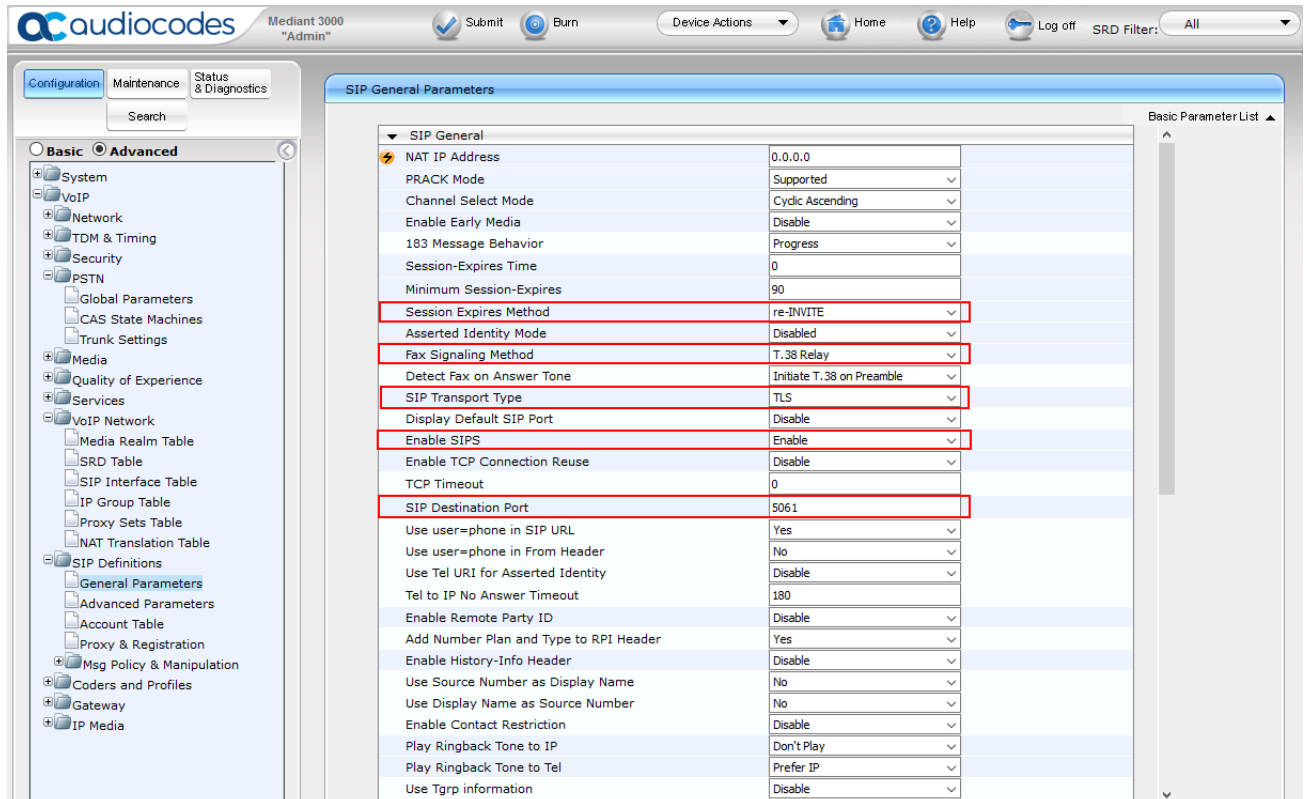 audiocodes
Mediant 3000
"Admin"
Submit
Burn
Device Actions
Home
Help
Log off
SRD Filter:
All
Configuration
Maintenance
Status
& Diagnostics
Search
Basic
Advanced
System
VoIP
Network
TDM & Timing
Security
PSTN
Global Parameters
CAS State Machines
Trunk Settings
Media
Quality of Experience
Services
VoIP Network
Media Realm Table
SRD Table
SIP Interface Table
IP Group Table
Proxy Sets Table
NAT Translation Table
SIP Definitions
General Parameters
Advanced Parameters
Account Table
Proxy & Registration
Msg Policy & Manipulation
Coders and Profiles
Gateway
IP Media
SIP General Parameters
Basic Parameter List
SIP General
NAT IP Address 0.0.0.0
PRACK Mode Supported
Channel Select Mode Cyclic Ascending
Enable Early Media Disable
183 Message Behavior Progress
Session-Expires Time 0
Minimum Session-Expires 90
Session Expires Method re-INVITE
Asserted Identity Mode Disabled
Fax Signaling Method T.38 Relay
Detect Fax on Answer Tone Initiate T.38 on Preamble
SIP Transport Type TLS
Display Default SIP Port Disable
Enable SIPS Enable
Enable TCP Connection Reuse Disable
TCP Timeout 0
SIP Destination Port 5061
Use user=phone in SIP URL Yes
Use user=phone in From Header No
Use Tel URI for Asserted Identity Disable
Tel to IP No Answer Timeout 180
Enable Remote Party ID Disable
Add Number Plan and Type to RPI Header Yes
Enable History-Info Header Disable
Use Source Number as Display Name No
Use Display Name as Source Number No
Enable Contact Restriction Disable
Play Ringback Tone to IP Don't Play
Play Ringback Tone to Tel Prefer IP
Use Tgrp information Disable